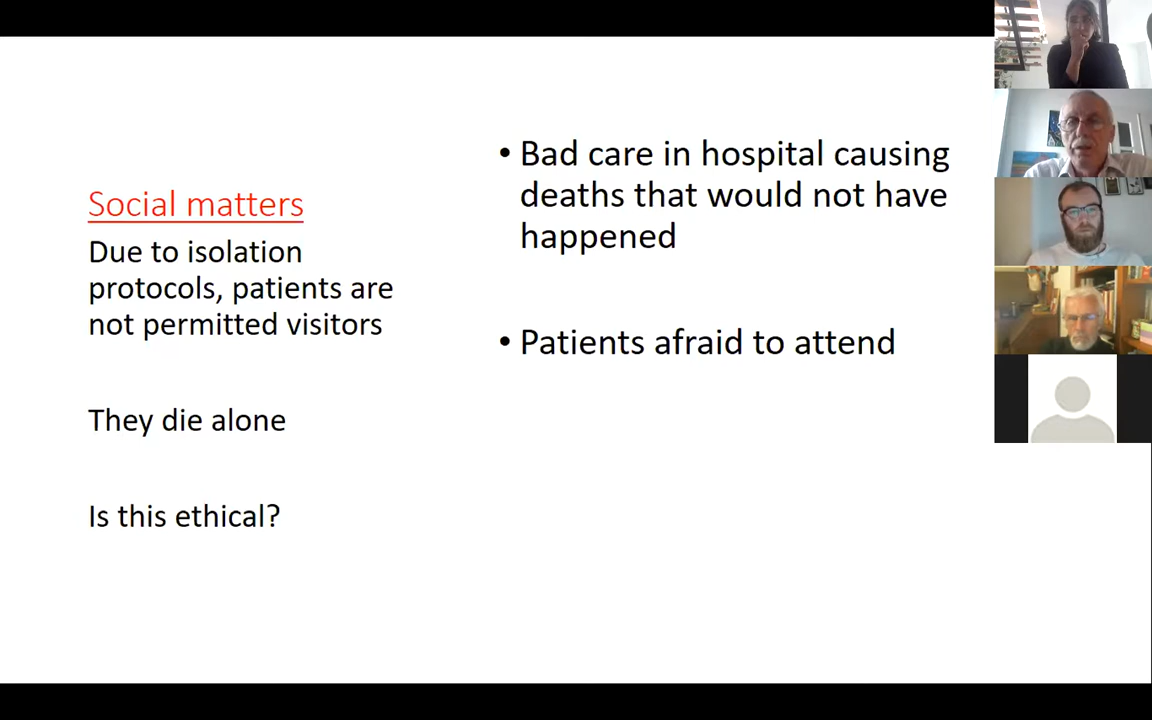 Social matters
Due to isolation
protocols, patients are
not permitted visitors
They die alone
Is this ethical?
• Bad care in hospital causing
deaths that would not have
happened
• Patients afraid to attend